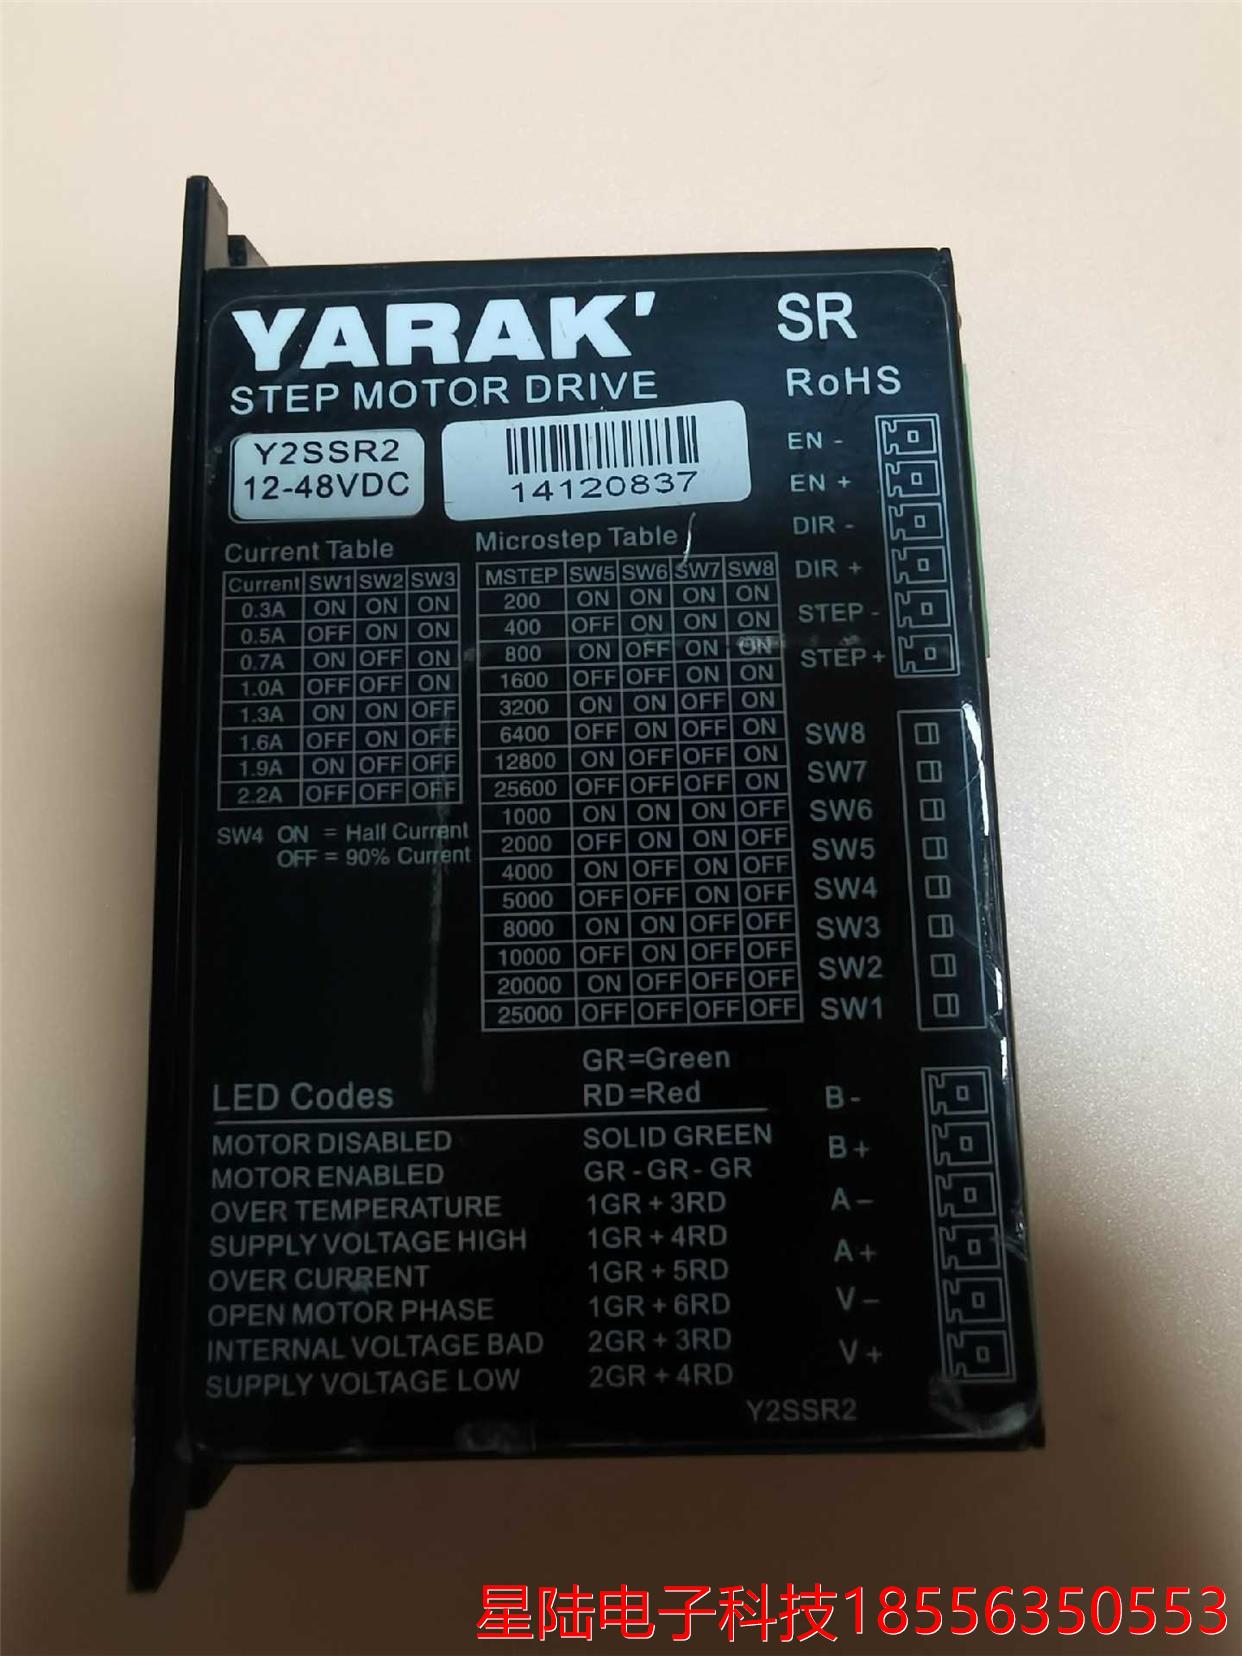 YARAK'
SR
STEP MOTOR DRIVE
RoHS
Y2SSR2
12-48VDC
14120837
Current Table
Current SW1 SW2 SW3
0.3A ON ON ON
0.5A OFF ON ON
0.7A ON OFF ON
1.0A OFF OFF ON
1.3A ON ON OFF
1.6A OFF ON OFF
1.9A ON OFF OFF
2.2A OFF OFF OFF
SW4 ON = Half Current
OFF = 90% Current
Microstep Table
MSTEP SW5 SW6 SW7 SW8
200 ON ON ON ON
400 OFF ON ON ON
800 ON OFF ON ON
1600 OFF OFF ON ON
3200 ON ON OFF ON
6400 OFF ON OFF ON
12800 ON OFF OFF ON
25600 OFF OFF OFF ON
1000 ON ON ON OFF
2000 OFF ON ON OFF
4000 ON OFF ON OFF
5000 OFF OFF ON OFF
8000 ON ON OFF OFF
10000 OFF ON OFF OFF
20000 ON OFF OFF OFF
25000 OFF OFF OFF OFF
EN -
EN +
DIR -
DIR +
STEP -
STEP +
SW8
SW7
SW6
SW5
SW4
SW3
SW2
SW1
B -
B +
A -
A +
V -
V +
GR=Green
LED Codes RD=Red
MOTOR DISABLED SOLID GREEN
MOTOR ENABLED GR - GR - GR
OVER TEMPERATURE 1GR + 3RD
SUPPLY VOLTAGE HIGH 1GR + 4RD
OVER CURRENT 1GR + 5RD
OPEN MOTOR PHASE 1GR + 6RD
INTERNAL VOLTAGE BAD 2GR + 3RD
SUPPLY VOLTAGE LOW 2GR + 4RD
Y2SSR2
星陆电子科技18556350553